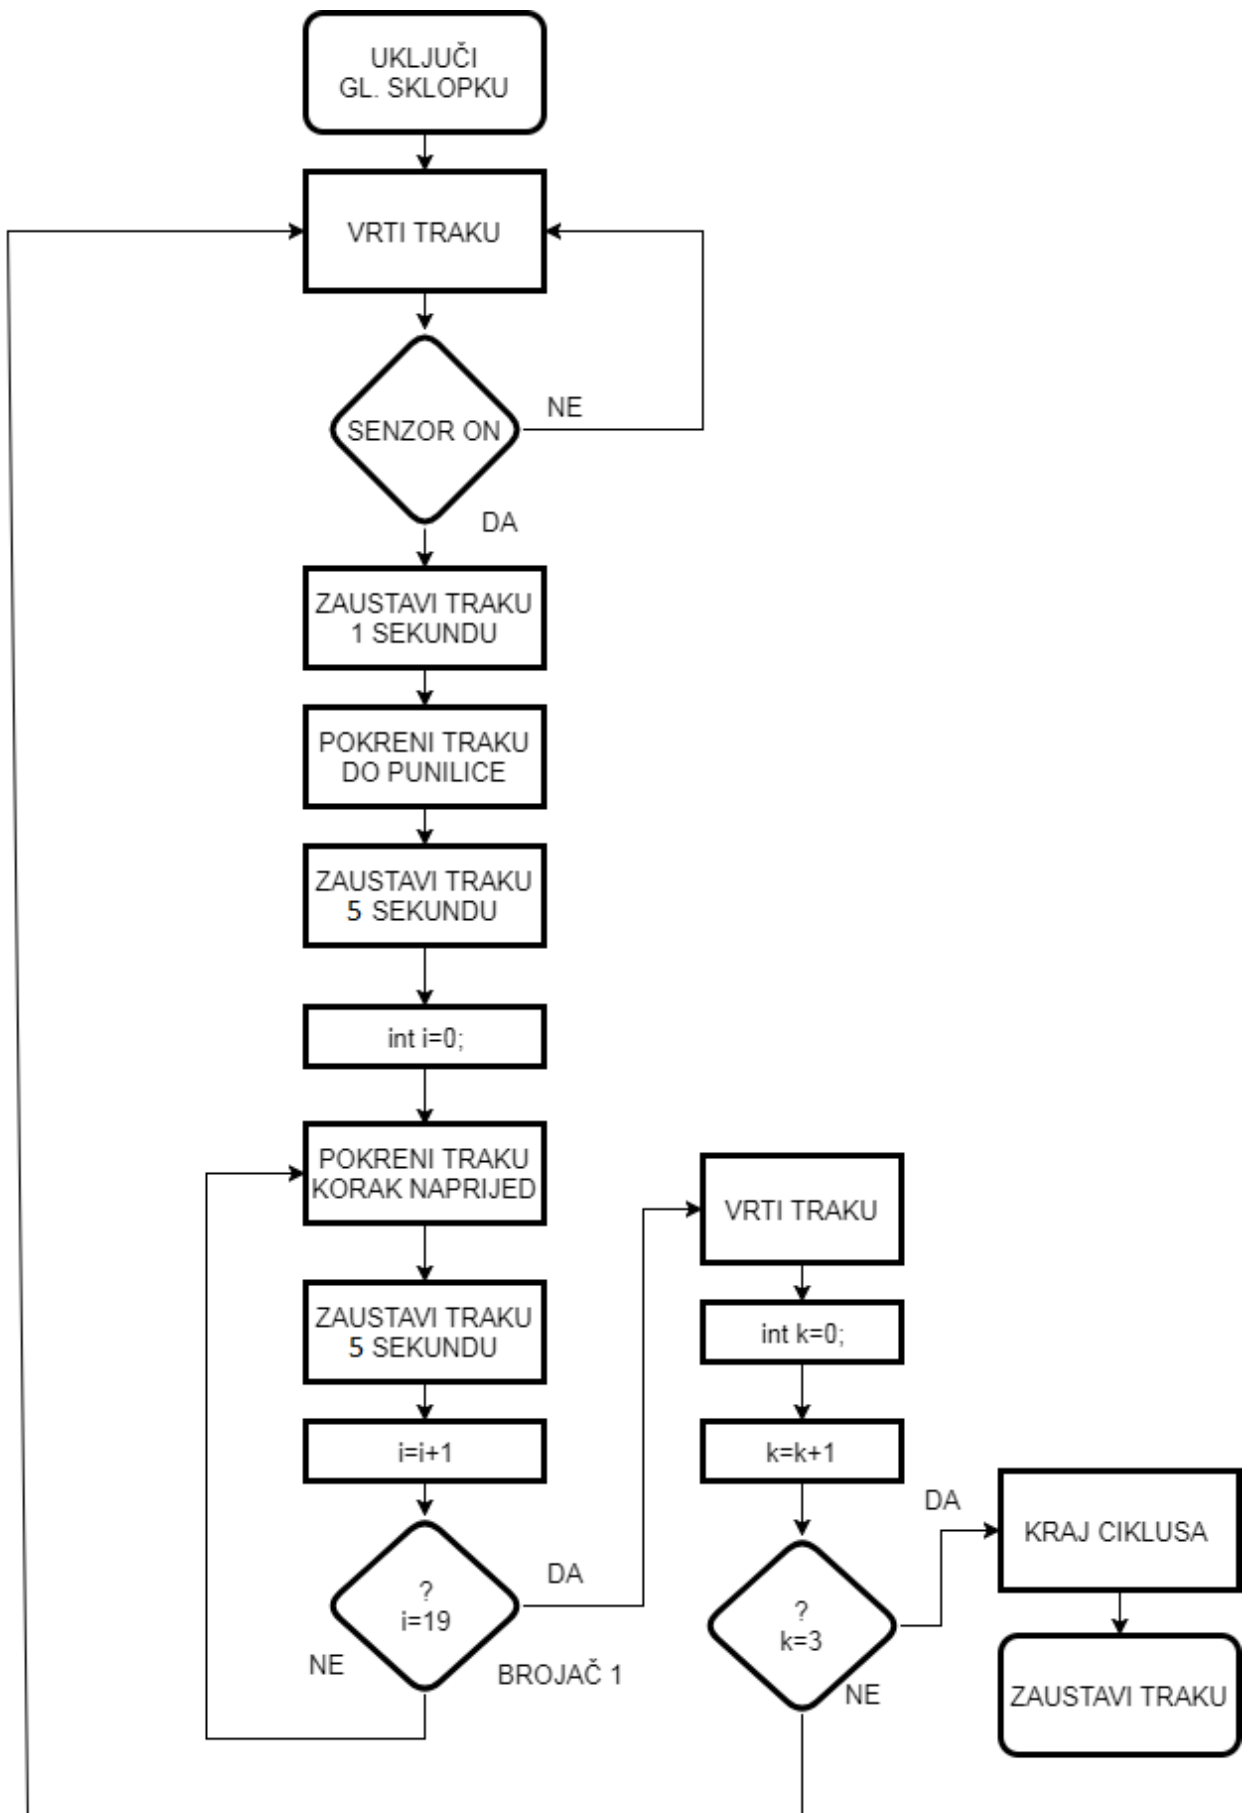 UKLJUČI
GL. SKLOPKU
VRTI TRAKU
SENZOR ON
NE
DA
ZAUSTAVI TRAKU
1 SEKUNDU
POKRENI TRAKU
DO PUNILICE
ZAUSTAVI TRAKU
5 SEKUNDU
int i=0;
POKRENI TRAKU
KORAK NAPRIJED
ZAUSTAVI TRAKU
5 SEKUNDU
i=i+1
?
i=19
NE
DA
BROJAČ 1
VRTI TRAKU
int k=0;
k=k+1
?
k=3
NE
DA
KRAJ CIKLUSA
ZAUSTAVI TRAKU